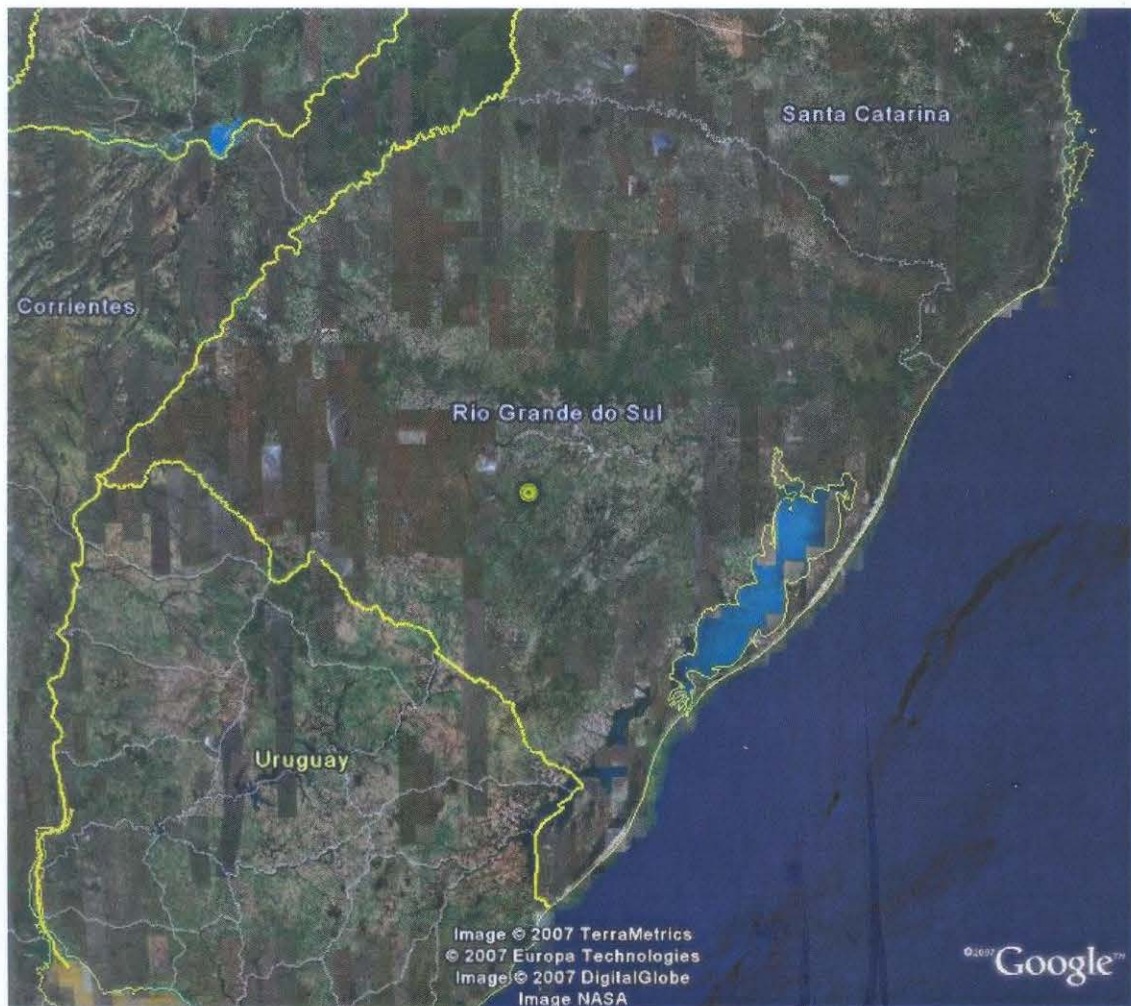 Santa Catarina
Corrientes
Rio Grande do Sul
Uruguay
Image © 2007 TerraMetrics
© 2007 Europa Technologies
Image © 2007 DigitalGlobe
Image NASA
©2007 Google™